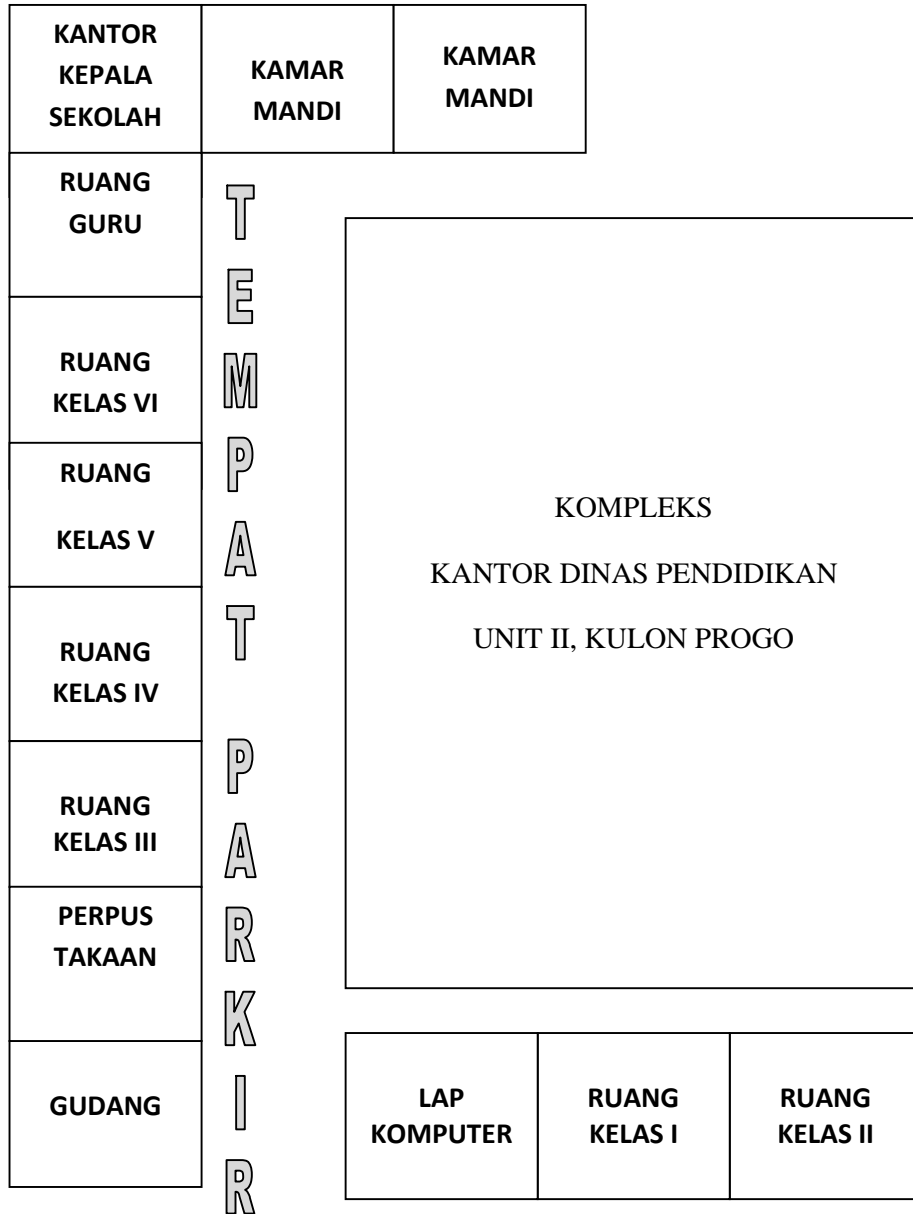 KANTOR
KEPALA
SEKOLAH
KAMAR
MANDI
KAMAR
MANDI
RUANG
GURU
RUANG
KELAS VI
RUANG
KELAS V
RUANG
KELAS IV
RUANG
KELAS III
PERPUS
TAKAAN
GUDANG
TEMPAT PARKIR
KOMPLEKS
KANTOR DINAS PENDIDIKAN
UNIT II, KULON PROGO
LAP
KOMPUTER
RUANG
KELAS I
RUANG
KELAS II